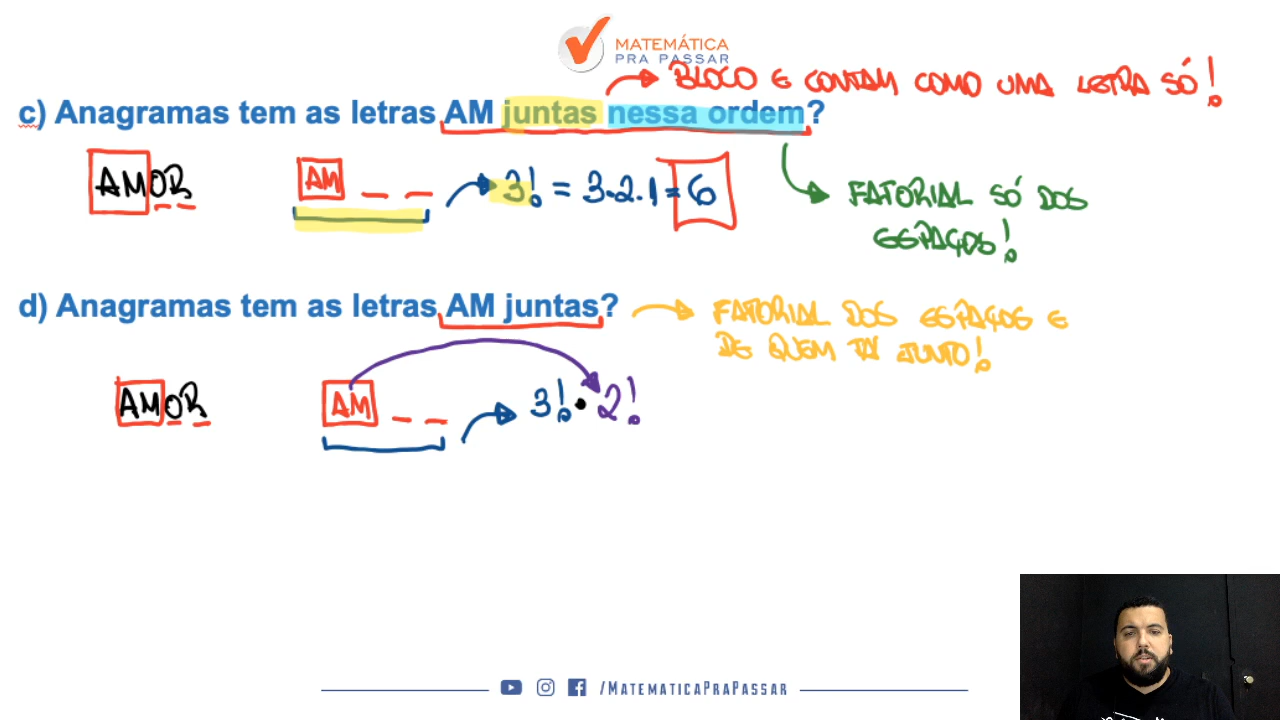 MATEMÁTICA
PRA PASSAR
BLOCO E CONTAM COMO UMA LETRA SÓ!
c) Anagramas tem as letras AM juntas nessa ordem?
AMOR
AM _ _
3! = 3.2.1 = 6
FATORIAL SÓ DOS
ESPAÇOS!
d) Anagramas tem as letras AM juntas?
FATORIAL DOS ESPAÇOS E
DE QUEM TÁ JUNTO!
AMOR
AM _ _
3! • 2!
/MATEMATICAPRAPASSAR